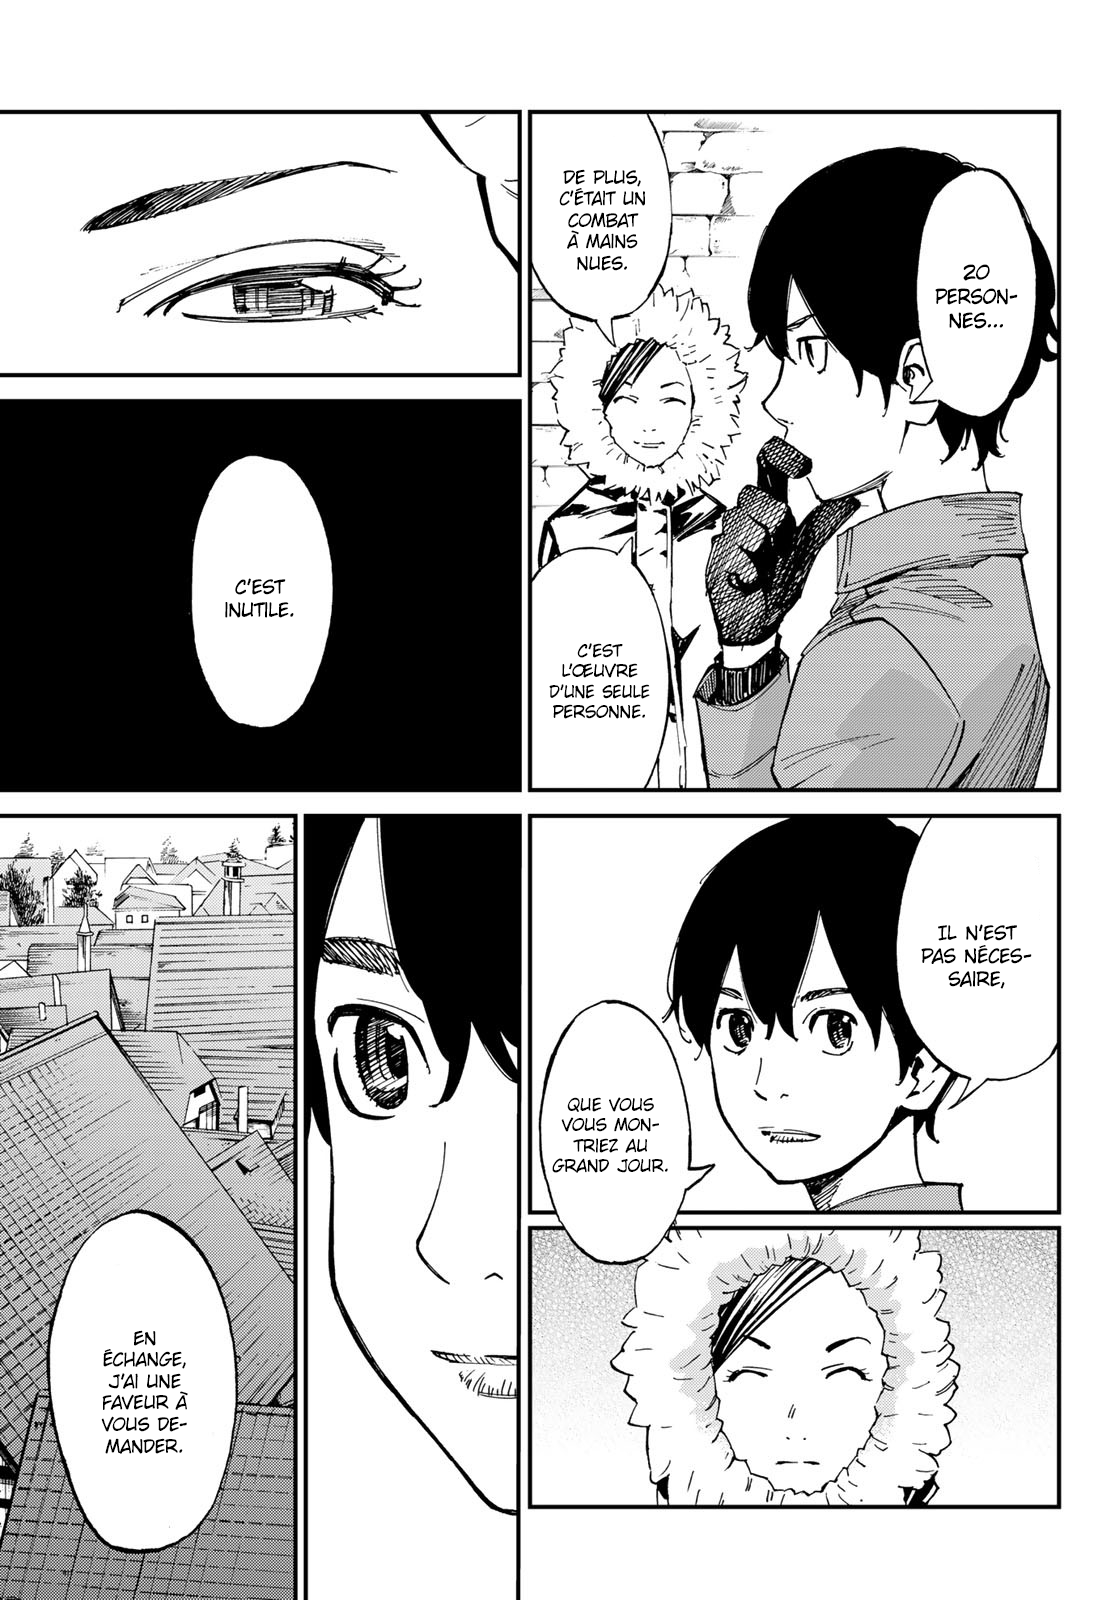 20
PERSON-
NES...
DE PLUS,
C'ÉTAIT UN
COMBAT
À MAINS
NUES.
C'EST
L'ŒUVRE
D'UNE SEULE
PERSONNE.
C'EST
INUTILE.
IL N'EST
PAS NÉCES-
SAIRE,
QUE VOUS
VOUS MON-
TRIEZ AU
GRAND JOUR.
EN
ÉCHANGE,
J'AI UNE
FAVEUR À
VOUS DE-
MANDER.